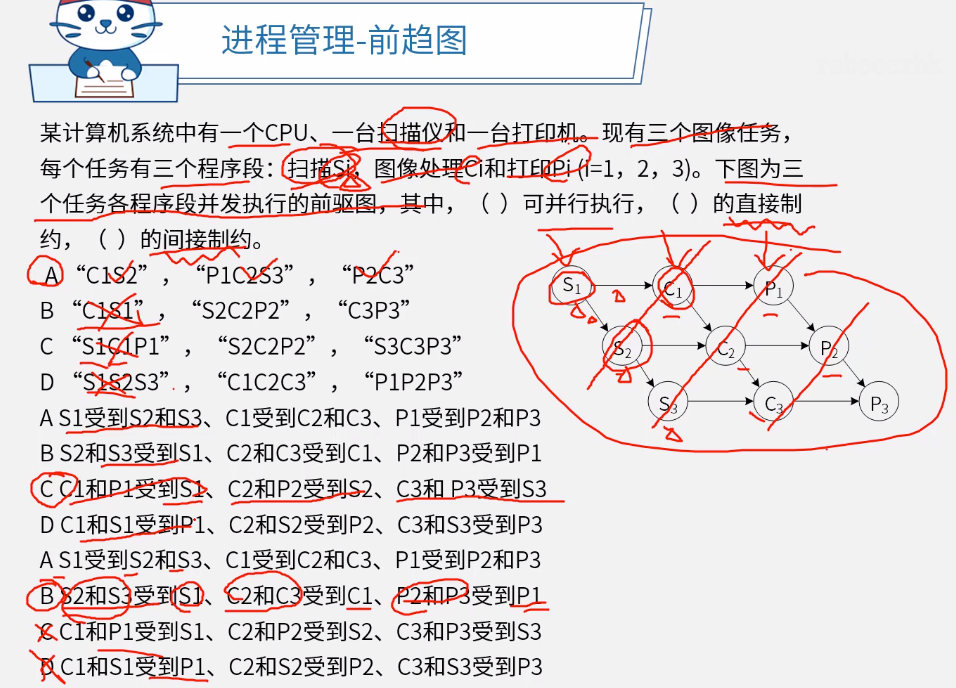 进程管理-前趋图
某计算机系统中有一个CPU、一台扫描仪和一台打印机。现有三个图像任务，
每个任务有三个程序段：扫描Si，图像处理Ci和打印Pi (i=1，2，3)。下图为三
个任务各程序段并发执行的前驱图，其中，（ ）可并行执行，（ ）的直接制
约，（ ）的间接制约。
A “C1S2”，“P1C2S3”，“P2C3”
B “C1S1”，“S2C2P2”，“C3P3”
C “S1C1P1”，“S2C2P2”，“S3C3P3”
D “S1S2S3”，“C1C2C3”，“P1P2P3”
A S1受到S2和S3、C1受到C2和C3、P1受到P2和P3
B S2和S3受到S1、C2和C3受到C1、P2和P3受到P1
C C1和P1受到S1、C2和P2受到S2、C3和 P3受到S3
D C1和S1受到P1、C2和S2受到P2、C3和S3受到P3
A S1受到S2和S3、C1受到C2和C3、P1受到P2和P3
B S2和S3受到S1、C2和C3受到C1、P2和P3受到P1
C C1和P1受到S1、C2和P2受到S2、C3和P3受到S3
D C1和S1受到P1、C2和S2受到P2、C3和S3受到P3
S1 C1 P1
S2 C2 P2
S3 C3 P3